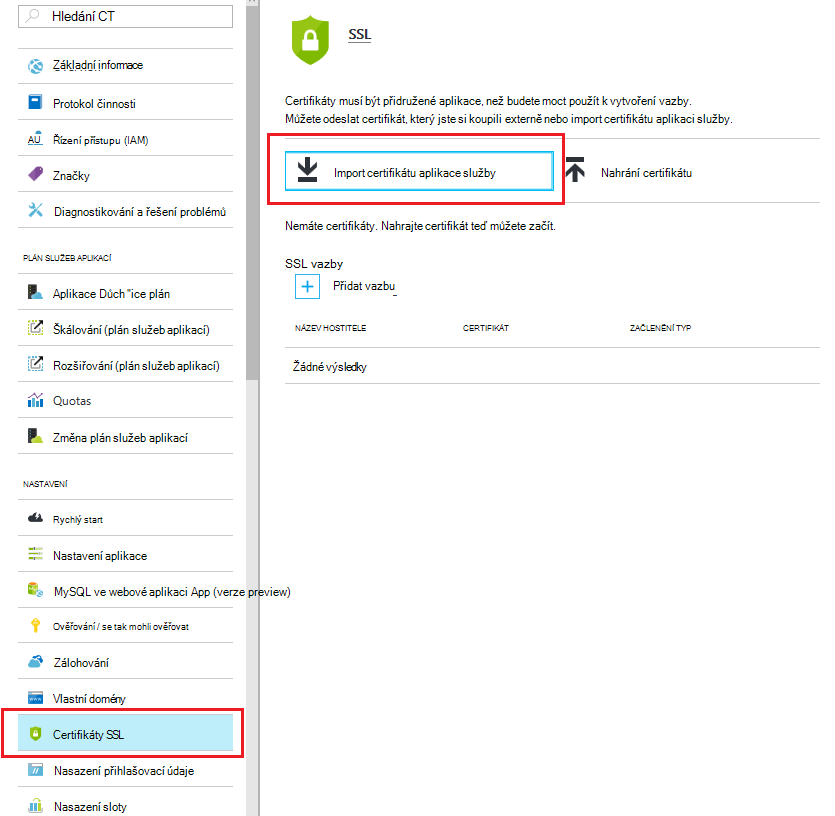 Hledání CT
Základní informace
Protokol činnosti
AU
Řízení přístupu (IAM)
Značky
Diagnostikování a řešení problémů
PLÁN SLUŽEB APLIKACÍ
Aplikace Důch "ice plán
Škálování (plán služeb aplikací)
Rozšiřování (plán služeb aplikací)
Quotas
Změna plán služeb aplikací
NASTAVENÍ
Rychlý start
Nastavení aplikace
MySQL ve webové aplikaci App (verze preview)
Ověřování / se tak mohli ověřovat
Zálohování
www
Vlastní domény
Certifikáty SSL
Nasazení přihlašovací údaje
Nasazení sloty
SSL
Certifikáty musí být přidružené aplikace, než budete moct použít k vytvoření vazby.
Můžete odeslat certifikát, který jste si koupili externě nebo import certifikátu aplikaci služby.
Import certifikátu aplikace služby
Nahrání certifikátu
Nemáte certifikáty. Nahrajte certifikát teď můžete začít.
SSL vazby
Přidat vazbu
NÁZEV HOSTITELE CERTIFIKÁT ZAČLENĚNÍ TYP
Žádné výsledky